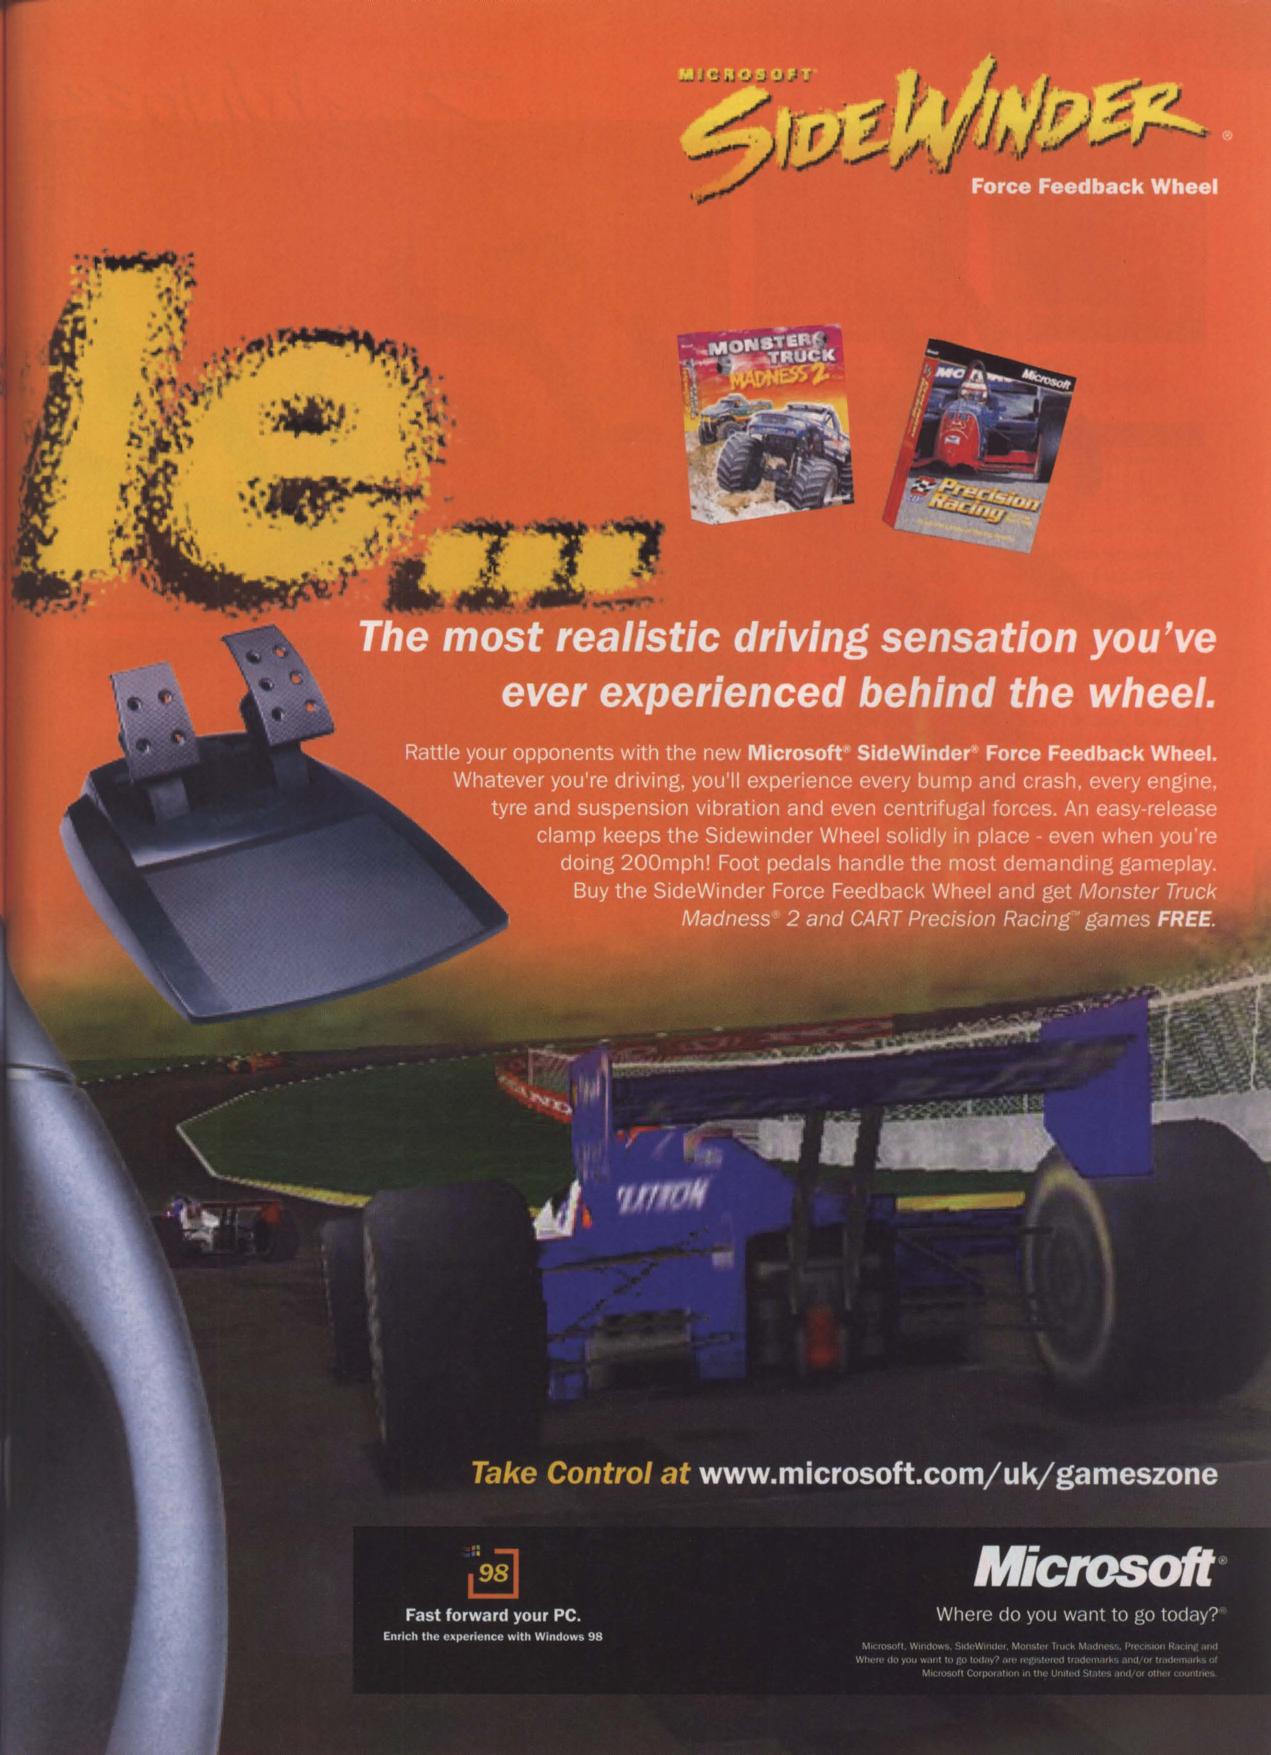 MICROSOFT
SIDEWINDER®
Force Feedback Wheel
le...
MONSTER
TRUCK
MADNESS 2
Microsoft
Precision
Racing
The most realistic driving sensation you've
ever experienced behind the wheel.
Rattle your opponents with the new Microsoft® SideWinder® Force Feedback Wheel.
Whatever you're driving, you'll experience every bump and crash, every engine,
tyre and suspension vibration and even centrifugal forces. An easy-release
clamp keeps the Sidewinder Wheel solidly in place - even when you're
doing 200mph! Foot pedals handle the most demanding gameplay.
Buy the SideWinder Force Feedback Wheel and get Monster Truck
Madness® 2 and CART Precision Racing™ games FREE.
Take Control at www.microsoft.com/uk/gameszone
98
Fast forward your PC.
Enrich the experience with Windows 98
Microsoft®
Where do you want to go today?®
Microsoft, Windows, SideWinder, Monster Truck Madness, Precision Racing and
Where do you want to go today? are registered trademarks and/or trademarks of
Microsoft Corporation in the United States and/or other countries.